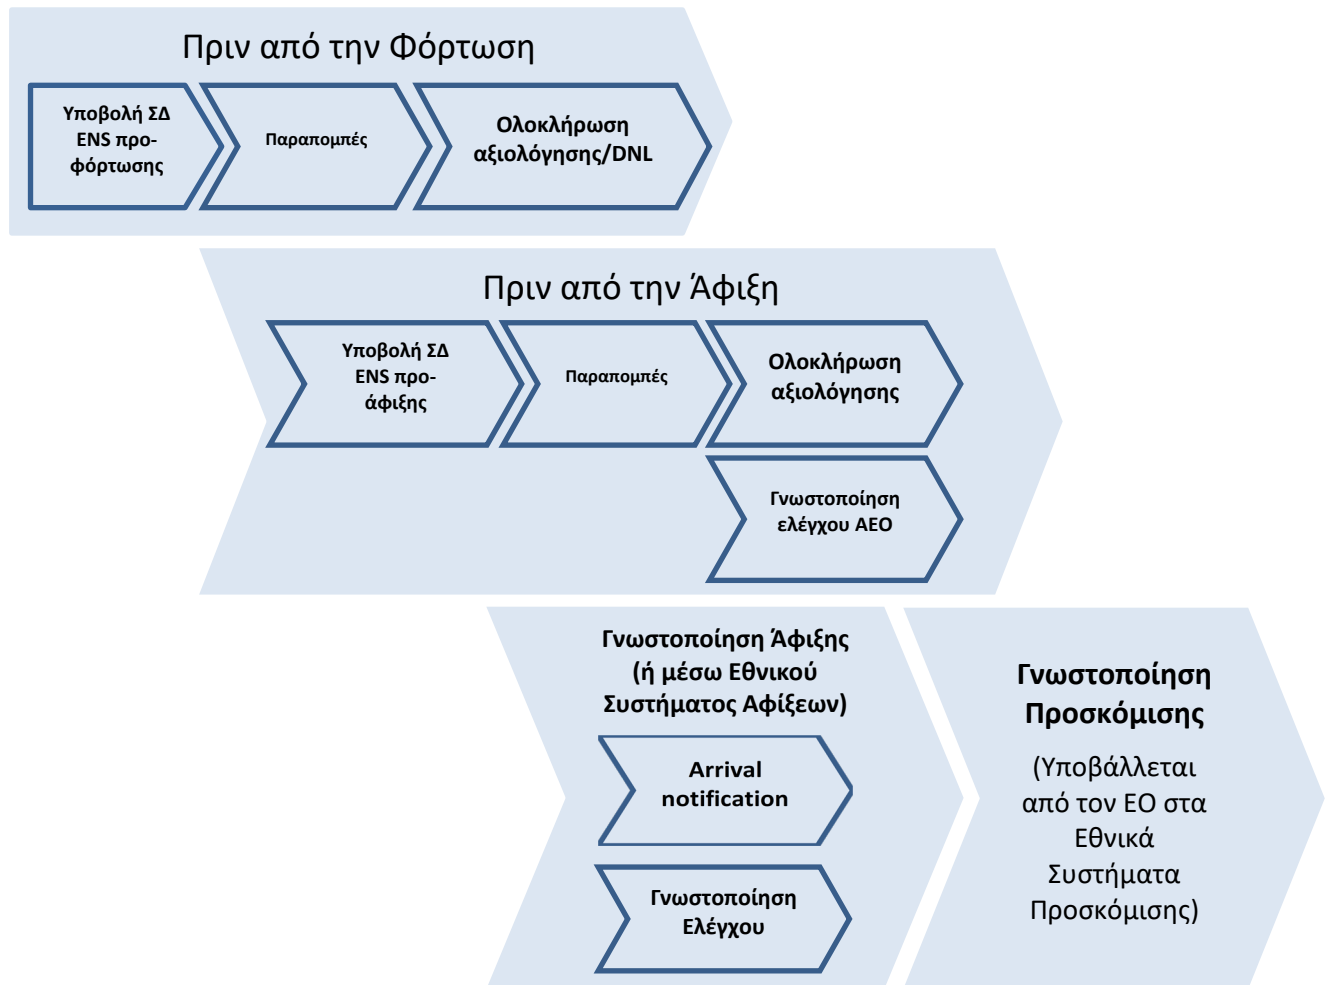 Πριν από την Φόρτωση
Υποβολή ΣΔ
ENS προ-
φόρτωσης
Παραπομπές
Ολοκλήρωση
αξιολόγησης/DNL
Πριν από την Άφιξη
Υποβολή ΣΔ
ENS προ-
άφιξης
Παραπομπές
Ολοκλήρωση
αξιολόγησης
Γνωστοποίηση
ελέγχου AEO
Γνωστοποίηση Άφιξης
(ή μέσω Εθνικού
Συστήματος Αφίξεων)
Arrival
notification
Γνωστοποίηση
Ελέγχου
Γνωστοποίηση
Προσκόμισης
(Υποβάλλεται
από τον ΕΟ στα
Εθνικά
Συστήματα
Προσκόμισης)